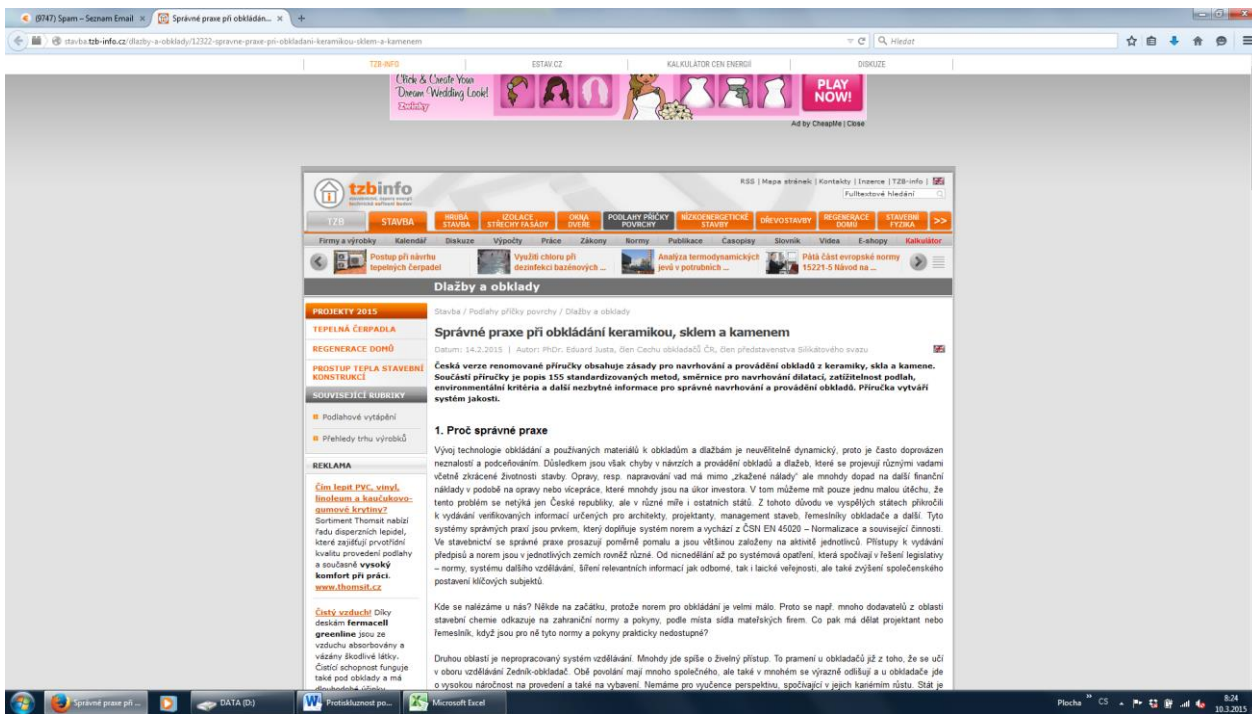 (9747) Spam – Seznam Email
Správné praxe při obkládán...
stavba.tzb-info.cz/dlazby-a-obklady/12322-spravne-praxe-pri-obkladani-keramikou-sklem-a-kamenem
Hledat
TZB-INFO
ESTAV.CZ
KALKULÁTOR CEN ENERGIÍ
DISKUZE
Click & Create Your
Dream Wedding Look!
Zwicky
PLAY
NOW!
Ad by CheapMe | Close
tzbinfo
RSS | Mapa stránek | Kontakty | Inzerce | TZB-info |
Fulltextové hledání
TZB
STAVBA
HRUBÁ
STAVBA
IZOLACE
STŘECHY FASÁDY
OKNA
DVEŘE
PODLAHY PŘÍČKY
POVRCHY
NÍZKOENERGETICKÉ
STAVBY
DŘEVOSTAVBY
REGENERACE
DOMŮ
STAVEBNÍ
FYZIKA
>>
Firmy a výrobky Kalendář Diskuze Výpočty Práce Zákony Normy Publikace Časopisy Slovník Videa E-shopy Kalkulátor
Postup při návrhu
tepelných čerpadel
Využití chloru při
dezinfekci bazénových ...
Analýza termodynamických
jevů v potrubních ...
Pátá část evropské normy
15221-5 Návod na ...
Dlažby a obklady
PROJEKTY 2015
TEPELNÁ ČERPADLA
REGENERACE DOMŮ
PROSTUP TEPLA STAVEBNÍ
KONSTRUKCÍ
SOUVISEJÍCÍ RUBRIKY
Podlahové vytápění
Přehledy trhu výrobků
REKLAMA
Čím lepit PVC, vinyl,
linoleum a kaučukovo-
gumové krytiny?
Sortiment Thomsit nabízí
řadu disperzních lepidel,
které zajišťují prvotřídní
kvalitu provedení podlahy
a současně vysoký
komfort při práci.
www.thomsit.cz
Čistý vzduch! Díky
deskám fermacell
greenline jsou ze
vzduchu absorbovány a
vázány škodlivé látky.
Čistící schopnost funguje
také pod obklady a má
dlouhodobé účinky.
Stavba / Podlahy příčky povrchy / Dlažby a obklady
Správné praxe při obkládání keramikou, sklem a kamenem
Datum: 14.2.2015 | Autor: PhDr. Eduard Justa, člen Cechu obkladačů ČR, člen představenstva Silikátového svazu
Česká verze renomované příručky obsahuje zásady pro navrhování a provádění obkladů z keramiky, skla a kamene.
Součástí příručky je popis 155 standardizovaných metod, směrnice pro navrhování dilatací, zatížitelnost podlah,
environmentální kritéria a další nezbytné informace pro správné navrhování a provádění obkladů. Příručka vytváří
systém jakosti.
1. Proč správné praxe
Vývoj technologie obkládání a používaných materiálů k obkladům a dlažbám je neuvěřitelně dynamický, proto je často doprovázen
neznalostí a podceňováním. Důsledkem jsou však chyby v návrzích a provádění obkladů a dlažeb, které se projevují různými vadami
včetně zkrácené životnosti stavby. Opravy, resp. napravování vad má mimo „zkažené nálady" ale mnohdy dopad na další finanční
náklady v podobě na opravy nebo vícepráce, které mnohdy jsou na úkor investora. V tom můžeme mít pouze jednu malou útěchu, že
tento problém se netýká jen České republiky, ale v různé míře i ostatních států. Z tohoto důvodu ve vyspělých státech přikročili
k vydávání verifikovaných informací určených pro architekty, projektanty, management staveb, řemeslníky obkladače a další. Tyto
systémy správných praxí jsou prvkem, který doplňuje systém norem a vychází z ČSN EN 45020 – Normalizace a související činnosti.
Ve stavebnictví se správné praxe prosazují poměrně pomalu a jsou většinou založeny na aktivitě jednotlivců. Přístupy k vydávání
předpisů a norem jsou v jednotlivých zemích rovněž různé. Od nicnedělání až po systémová opatření, která spočívají v řešení legislativy
– normy, systému dalšího vzdělávání, šíření relevantních informací jak odborné, tak i laické veřejnosti, ale také zvýšení společenského
postavení klíčových subjektů.
Kde se nalézáme u nás? Někde na začátku, protože norem pro obkládání je velmi málo. Proto se např. mnoho dodavatelů z oblasti
stavební chemie odkazuje na zahraniční normy a pokyny, podle místa sídla mateřských firem. Co pak má dělat projektant nebo
řemeslník, když jsou pro ně tyto normy a pokyny prakticky nedostupné?
Druhou oblastí je nepropracovaný systém vzdělávání. Mnohdy jde spíše o živelný přístup. To pramení u obkladačů již z toho, že se učí
v oboru vzdělávání Zedník-obkladač. Obě povolání mají mnoho společného, ale také v mnohém se výrazně odlišují a u obkladače jde
o vysokou náročnost na provedení a také na vybavení. Nemáme pro vyučence perspektivu, spočívající v jejich kariérním růstu. Stát je
Správné praxe při ...
DATA (D:)
Protiskluznost po...
Microsoft Excel
Plocha
CS
8:24
10.3.2015